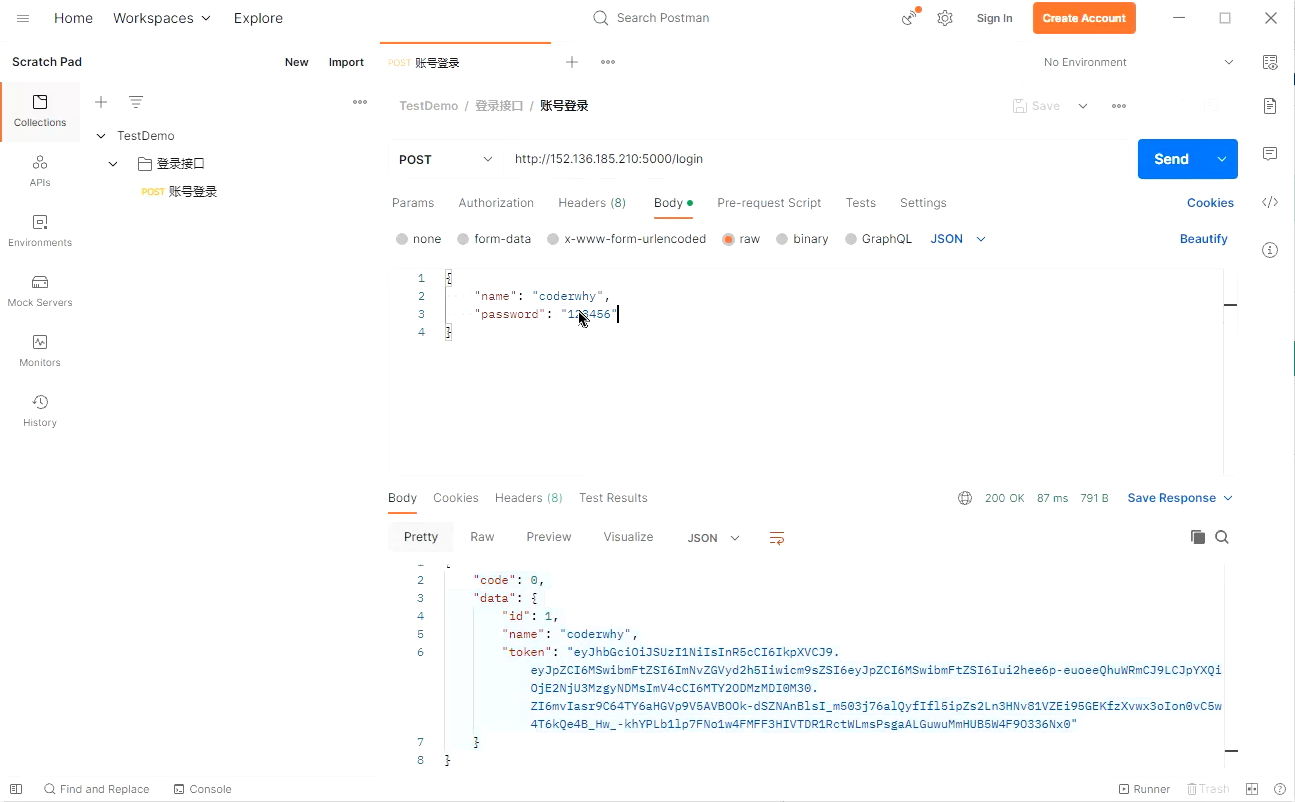 Home Workspaces Explore Search Postman Sign In Create Account
Scratch Pad New Import POST 账号登录 No Environment
TestDemo / 登录接口 / 账号登录 Save
Collections
TestDemo
登录接口
POST 账号登录
APIs
Environments
Mock Servers
Monitors
History
POST http://152.136.185.210:5000/login Send
Params Authorization Headers (8) Body Pre-request Script Tests Settings Cookies
none form-data x-www-form-urlencoded raw binary GraphQL JSON Beautify
1 {
2 "name": "coderwhy",
3 "password": "123456"
4 }
Body Cookies Headers (8) Test Results 200 OK 87 ms 791 B Save Response
Pretty Raw Preview Visualize JSON
2 "code": 0,
3 "data": {
4 "id": 1,
5 "name": "coderwhy",
6 "token": "eyJhbGciOiJSUzI1NiIsInR5cCI6IkpXVCJ9.
eyJpZCI6MSwibmFtZSI6ImNvZGVyd2h5Iiwicm9sZSI6eyJpZCI6MSwibmFtZSI6Iui2hee6p-euoeeQhuWRmCJ9LCJpYXQi
OjE2NjU3MzgyNDMsImV4cCI6MTY2ODMzMDI0M30.
ZI6mvIasr9C64TY6aHGVp9V5AVBOOk-dSZNAnBlsI_m503j76alQyfIfl5ipZs2Ln3HNv81VZEi95GEKfzXvwx3oIon0vC5w
4T6kQe4B_Hw_-khYPLb1lp7FNo1w4FMFF3HIVTDR1RctWLmsPsgaALGuwuMmHUB5W4F9O336Nx0"
7 }
8 }
Find and Replace Console Runner Trash